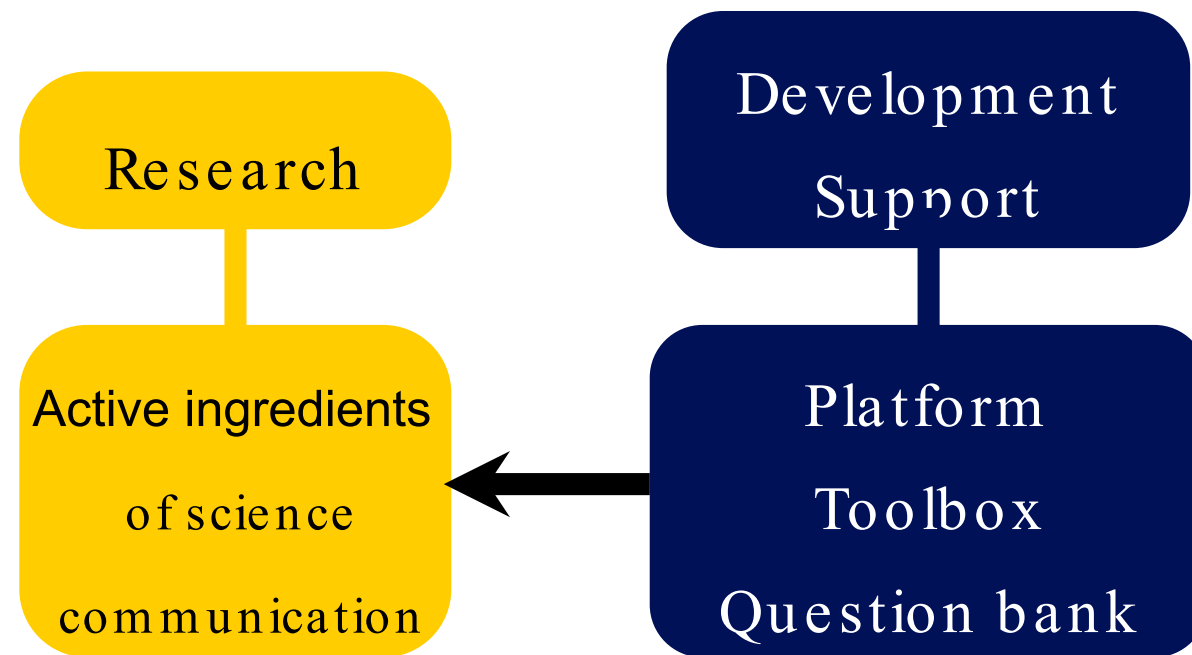 Research
Active ingredients
of science
communication
Development
Support
Platform
Toolbox
Question bank